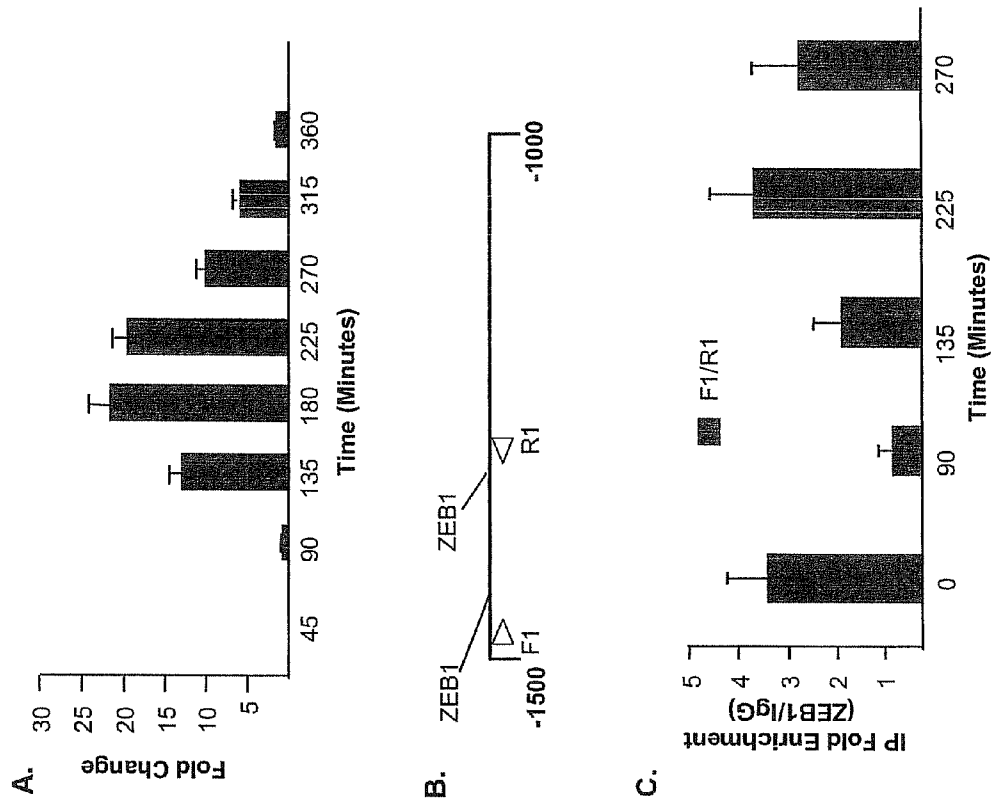 A.
Fold Change
30
20
15
10
5
45 90 135 180 225 270 315 360
Time (Minutes)
B.
ZEB1 ZEB1
F1 R1
-1500 -1000
C.
IP Fold Enrichment
(ZEB1/IgG)
5
4
3
2
1
F1/R1
0 90 135 225 270
Time (Minutes)